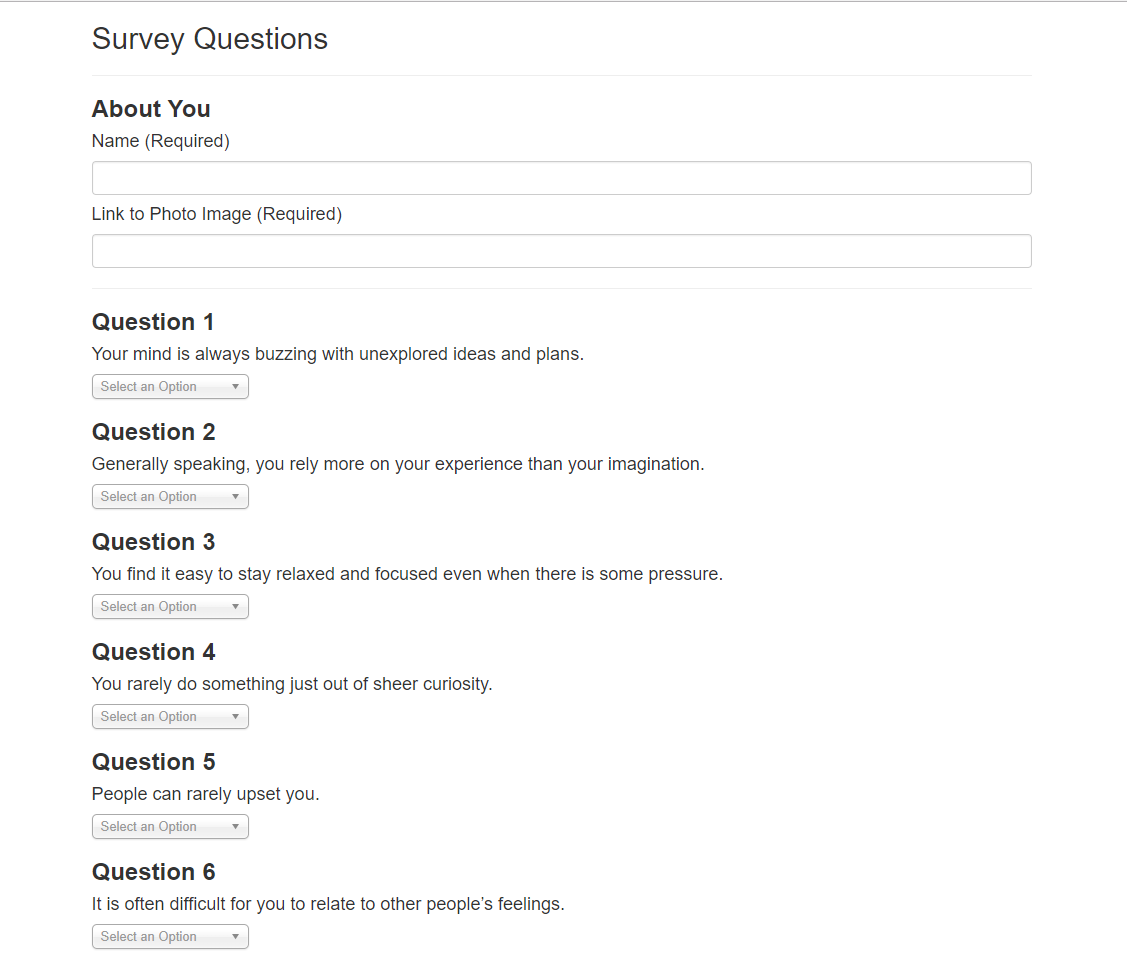 Survey Questions
About You
Name (Required)
Link to Photo Image (Required)
Question 1
Your mind is always buzzing with unexplored ideas and plans.
Select an Option
Question 2
Generally speaking, you rely more on your experience than your imagination.
Select an Option
Question 3
You find it easy to stay relaxed and focused even when there is some pressure.
Select an Option
Question 4
You rarely do something just out of sheer curiosity.
Select an Option
Question 5
People can rarely upset you.
Select an Option
Question 6
It is often difficult for you to relate to other people’s feelings.
Select an Option